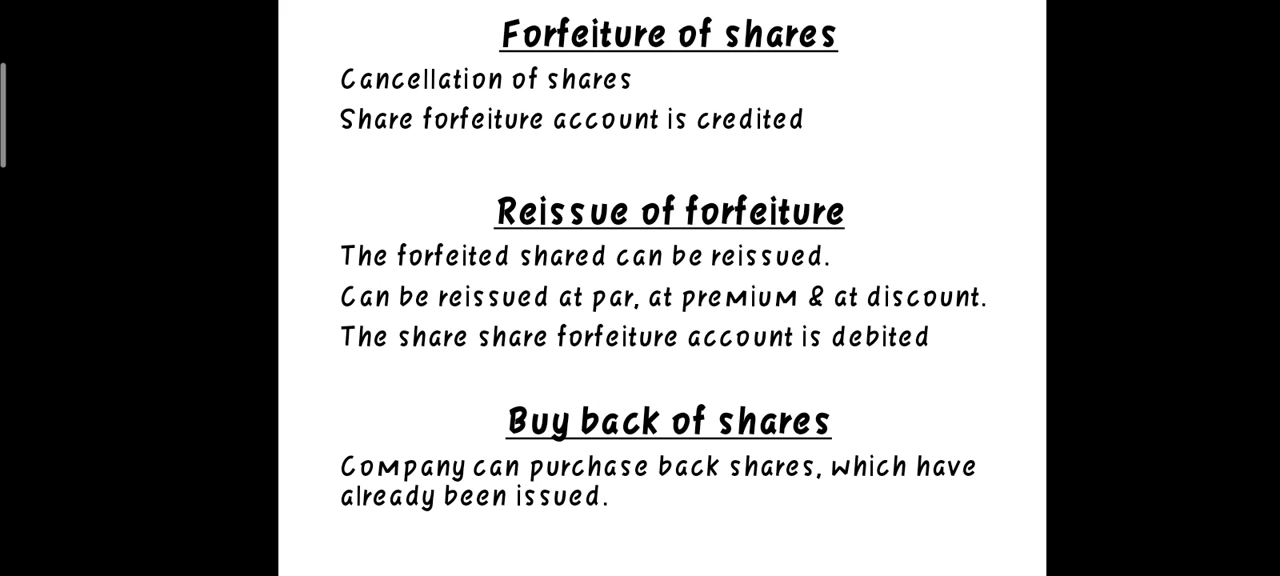 Forfeiture of shares
Cancellation of shares
Share forfeiture account is credited
Reissue of forfeiture
The forfeited shared can be reissued.
Can be reissued at par, at premium & at discount.
The share share forfeiture account is debited
Buy back of shares
Company can purchase back shares, which have
already been issued.